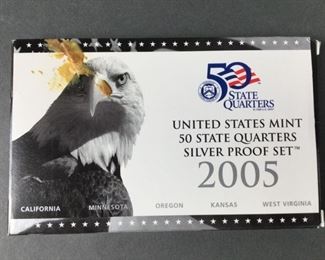 50
STATE
QUARTERS
UNITED STATES MINT
50 STATE QUARTERS
SILVER PROOF SET™
2005
CALIFORNIA MINNESOTA OREGON KANSAS WEST VIRGINIA